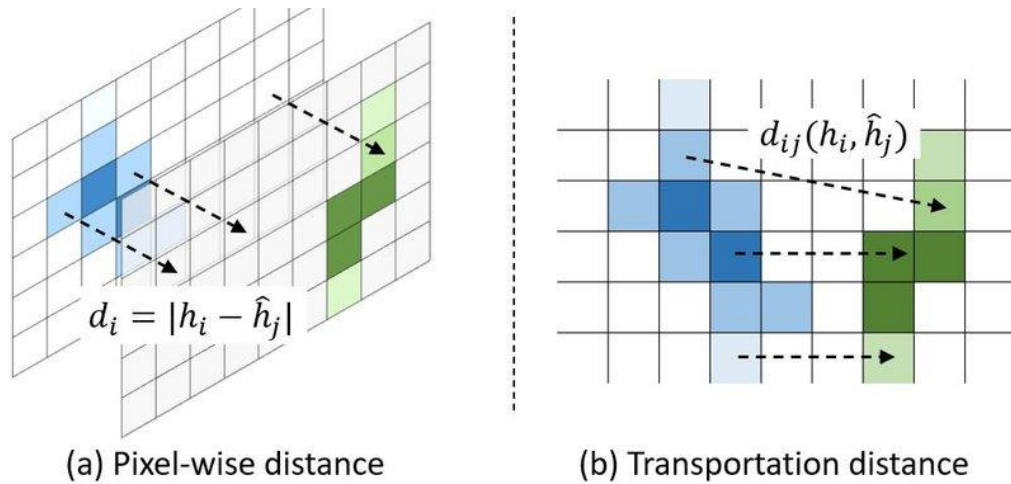 d_{ij}(h_i, ĥ_j)
d_i = |h_i − ĥ_j|
(a) Pixel-wise distance
(b) Transportation distance